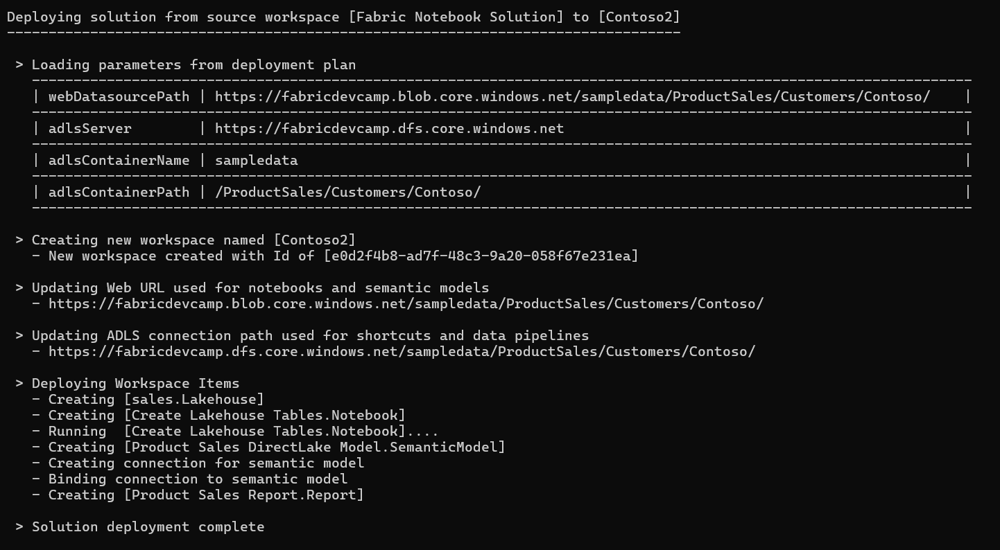 Deploying solution from source workspace [Fabric Notebook Solution] to [Contoso2]
---------------------------------------------------------------------------------
> Loading parameters from deployment plan
-----------------------------------------------------------------------------------------------------------------
| webDatasourcePath | https://fabricdevcamp.blob.core.windows.net/sampledata/ProductSales/Customers/Contoso/ |
-----------------------------------------------------------------------------------------------------------------
| adlsServer | https://fabricdevcamp.dfs.core.windows.net |
-----------------------------------------------------------------------------------------------------------------
| adlsContainerName | sampledata |
-----------------------------------------------------------------------------------------------------------------
| adlsContainerPath | /ProductSales/Customers/Contoso/ |
-----------------------------------------------------------------------------------------------------------------
> Creating new workspace named [Contoso2]
- New workspace created with Id of [e0d2f4b8-ad7f-48c3-9a20-058f67e231ea]
> Updating Web URL used for notebooks and semantic models
- https://fabricdevcamp.blob.core.windows.net/sampledata/ProductSales/Customers/Contoso/
> Updating ADLS connection path used for shortcuts and data pipelines
- https://fabricdevcamp.dfs.core.windows.net/sampledata/ProductSales/Customers/Contoso/
> Deploying Workspace Items
- Creating [sales.Lakehouse]
- Creating [Create Lakehouse Tables.Notebook]
- Running  [Create Lakehouse Tables.Notebook]....
- Creating [Product Sales DirectLake Model.SemanticModel]
- Creating connection for semantic model
- Binding connection to semantic model
- Creating [Product Sales Report.Report]
> Solution deployment complete